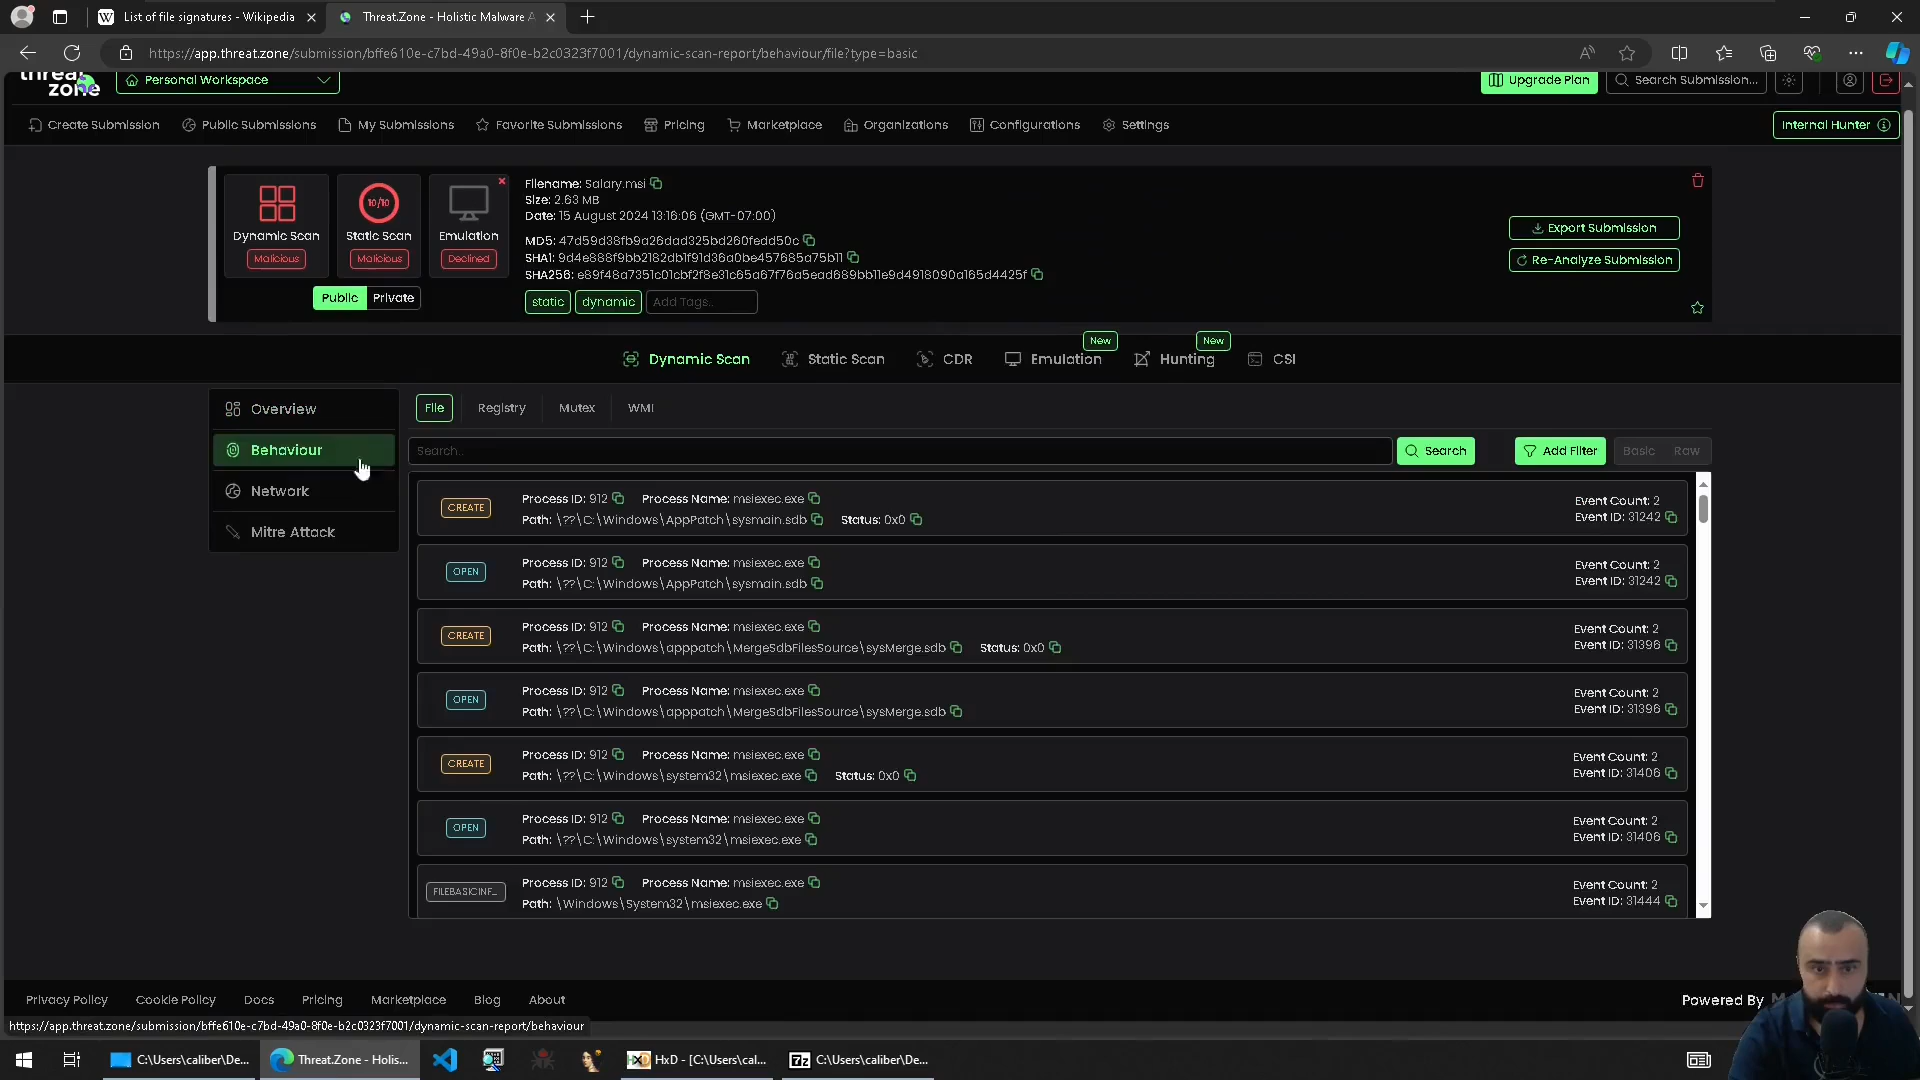 List of file signatures - Wikipedia
Threat.Zone - Holistic Malware A
https://app.threat.zone/submission/bffe610e-c7bd-49a0-8f0e-b2c0323f7001/dynamic-scan-report/behaviour/file?type=basic
threat
zone
Personal Workspace
Upgrade Plan
Search Submission...
Create Submission
Public Submissions
My Submissions
Favorite Submissions
Pricing
Marketplace
Organizations
Configurations
Settings
Internal Hunter
Dynamic Scan
Malicious
10/10
Static Scan
Malicious
Emulation
Declined
Public
Private
Filename: Salary.msi
Size: 2.63 MB
Date: 15 August 2024 13:16:06 (GMT-07:00)
MD5: 47d59d38fb9a26dad325bd260fedd50c
SHA1: 9d4e888f9bb2182db1f91d36a0be457685a75b11
SHA256: e89f48a7351c01cbf2f8e31c65a67f76a5ead689bb11e9d4918090a165d4425f
static
dynamic
Add Tags..
Export Submission
Re-Analyze Submission
Dynamic Scan
Static Scan
CDR
Emulation
New
Hunting
New
CSI
Overview
Behaviour
Network
Mitre Attack
File
Registry
Mutex
WMI
Search..
Search
Add Filter
Basic
Raw
CREATE
Process ID: 912 Process Name: msiexec.exe
Path: \??\C:\Windows\AppPatch\sysmain.sdb Status: 0x0
Event Count: 2
Event ID: 31242
OPEN
Process ID: 912 Process Name: msiexec.exe
Path: \??\C:\Windows\AppPatch\sysmain.sdb
Event Count: 2
Event ID: 31242
CREATE
Process ID: 912 Process Name: msiexec.exe
Path: \??\C:\Windows\apppatch\MergeSdbFilesSource\sysMerge.sdb Status: 0x0
Event Count: 2
Event ID: 31396
OPEN
Process ID: 912 Process Name: msiexec.exe
Path: \??\C:\Windows\apppatch\MergeSdbFilesSource\sysMerge.sdb
Event Count: 2
Event ID: 31396
CREATE
Process ID: 912 Process Name: msiexec.exe
Path: \??\C:\Windows\system32\msiexec.exe Status: 0x0
Event Count: 2
Event ID: 31406
OPEN
Process ID: 912 Process Name: msiexec.exe
Path: \??\C:\Windows\system32\msiexec.exe
Event Count: 2
Event ID: 31406
FILEBASICINF...
Process ID: 912 Process Name: msiexec.exe
Path: \Windows\System32\msiexec.exe
Event Count: 2
Event ID: 31444
Privacy Policy
Cookie Policy
Docs
Pricing
Marketplace
Blog
About
Powered By
https://app.threat.zone/submission/bffe610e-c7bd-49a0-8f0e-b2c0323f7001/dynamic-scan-report/behaviour
C:\Users\caliber\De...
Threat.Zone - Holis...
HxD - [C:\Users\cal...
C:\Users\caliber\De...